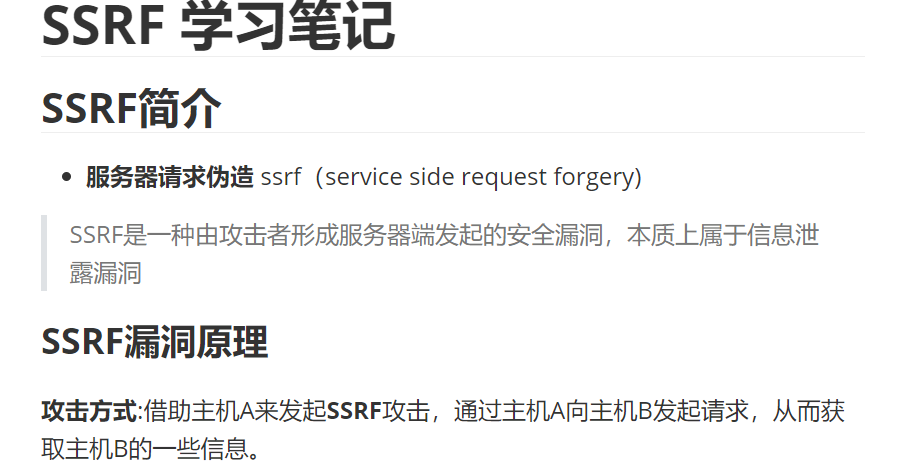 SSRF 学习笔记
SSRF简介
服务器请求伪造 ssrf（service side request forgery)
SSRF是一种由攻击者形成服务器端发起的安全漏洞，本质上属于信息泄
露漏洞
SSRF漏洞原理
攻击方式:借助主机A来发起SSRF攻击，通过主机A向主机B发起请求，从而获
取主机B的一些信息。